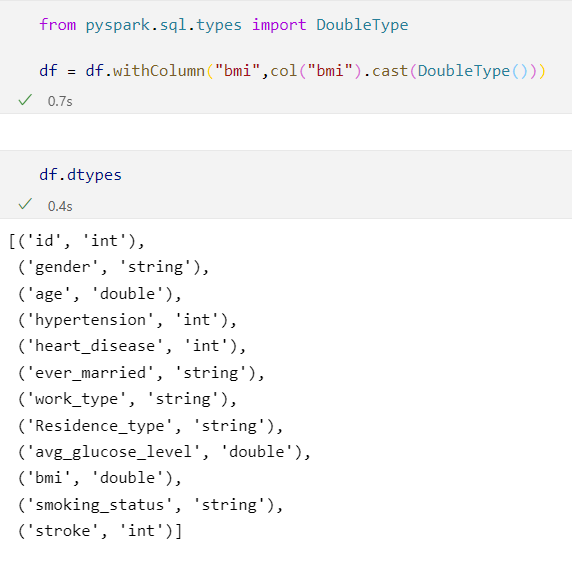 from pyspark.sql.types import DoubleType
df = df.withColumn("bmi",col("bmi").cast(DoubleType()))
0.7s
df.dtypes
0.4s
[('id', 'int'),
('gender', 'string'),
('age', 'double'),
('hypertension', 'int'),
('heart_disease', 'int'),
('ever_married', 'string'),
('work_type', 'string'),
('Residence_type', 'string'),
('avg_glucose_level', 'double'),
('bmi', 'double'),
('smoking_status', 'string'),
('stroke', 'int')]